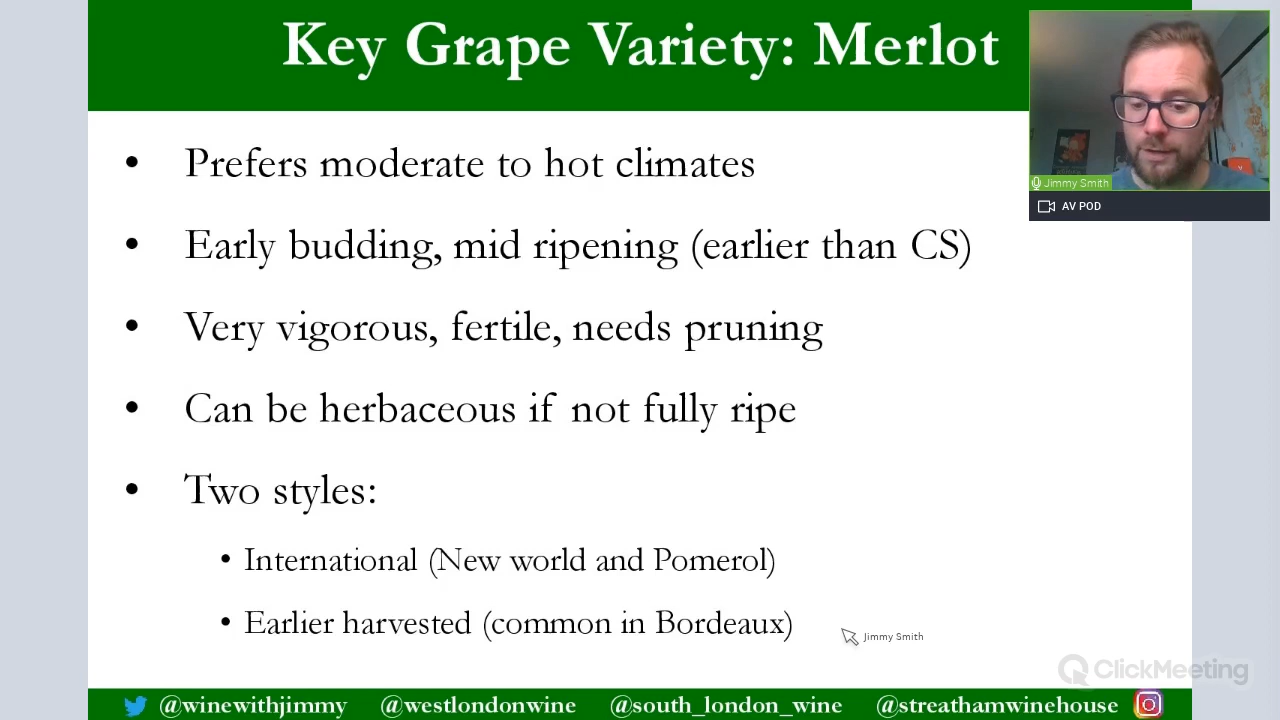 Key Grape Variety: Merlot
• Prefers moderate to hot climates
• Early budding, mid ripening (earlier than CS)
• Very vigorous, fertile, needs pruning
• Can be herbaceous if not fully ripe
• Two styles:
• International (New world and Pomerol)
• Earlier harvested (common in Bordeaux)
Jimmy Smith
AV POD
Jimmy Smith
ClickMeeting
@winewithjimmy @westlondonwine @south_london_wine @streathamwinehouse